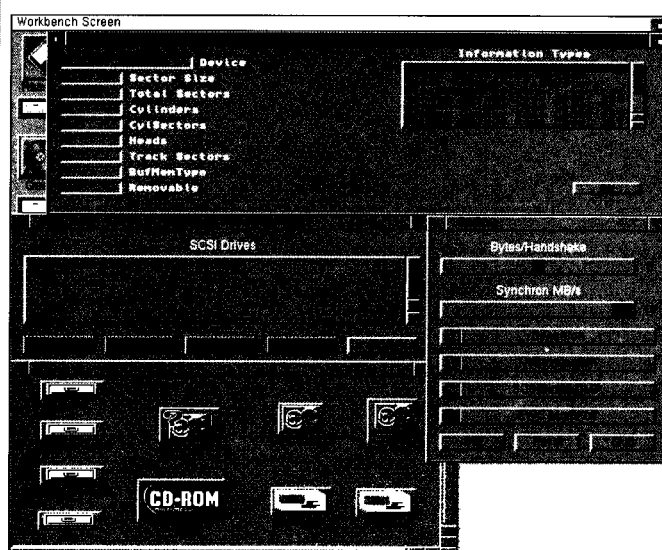 Workbench Screen
Device
Sector Size
Total Sectors
Cylinders
CylSectors
Heads
Track Sectors
BufMemType
Removable
Information Types
SCSI Drives
Bytes/Handshake
Synchron MB/s
CD-ROM